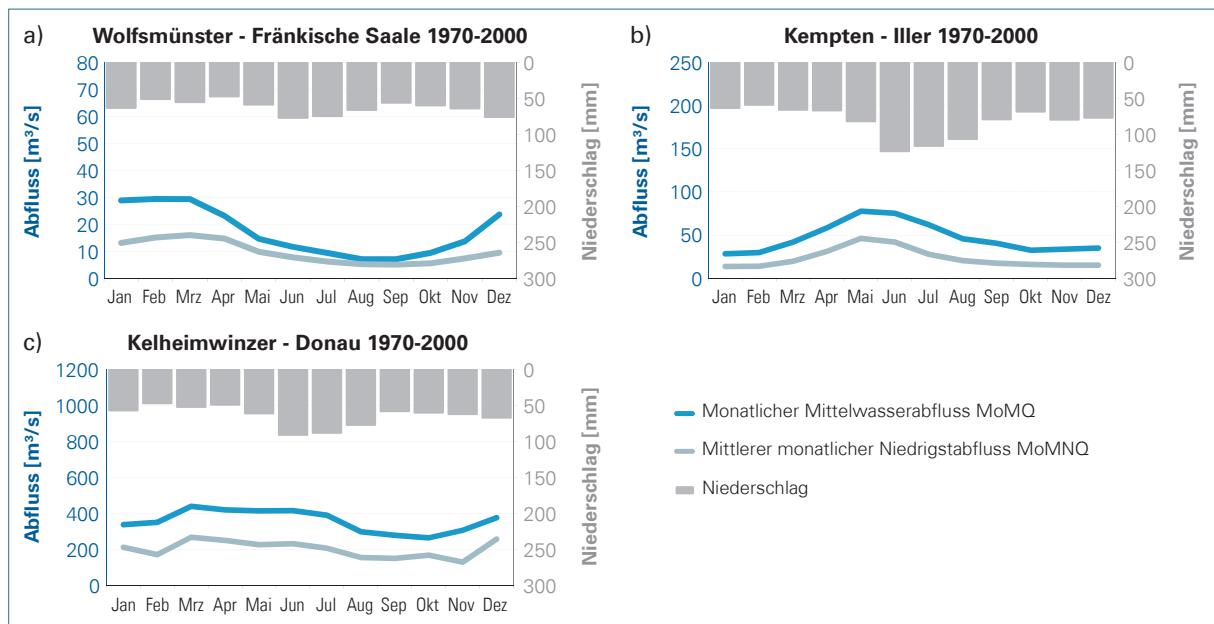 a) Wolfsmünster - Fränkische Saale 1970-2000
Abfluss [m³/s]
80
70
60
50
40
30
20
10
0
Niederschlag [mm]
0
50
100
150
200
250
300
Jan Feb Mrz Apr Mai Jun Jul Aug Sep Okt Nov Dez
b) Kempten - Iller 1970-2000
Abfluss [m³/s]
250
200
150
100
50
0
Niederschlag [mm]
0
50
100
150
200
250
300
Jan Feb Mrz Apr Mai Jun Jul Aug Sep Okt Nov Dez
c) Kelheimwinzer - Donau 1970-2000
Abfluss [m³/s]
1200
1000
800
600
400
200
0
Niederschlag [mm]
0
50
100
150
200
250
300
Jan Feb Mrz Apr Mai Jun Jul Aug Sep Okt Nov Dez
Monatlicher Mittelwasserabfluss MoMQ
Mittlerer monatlicher Niedrigstabfluss MoMNQ
Niederschlag